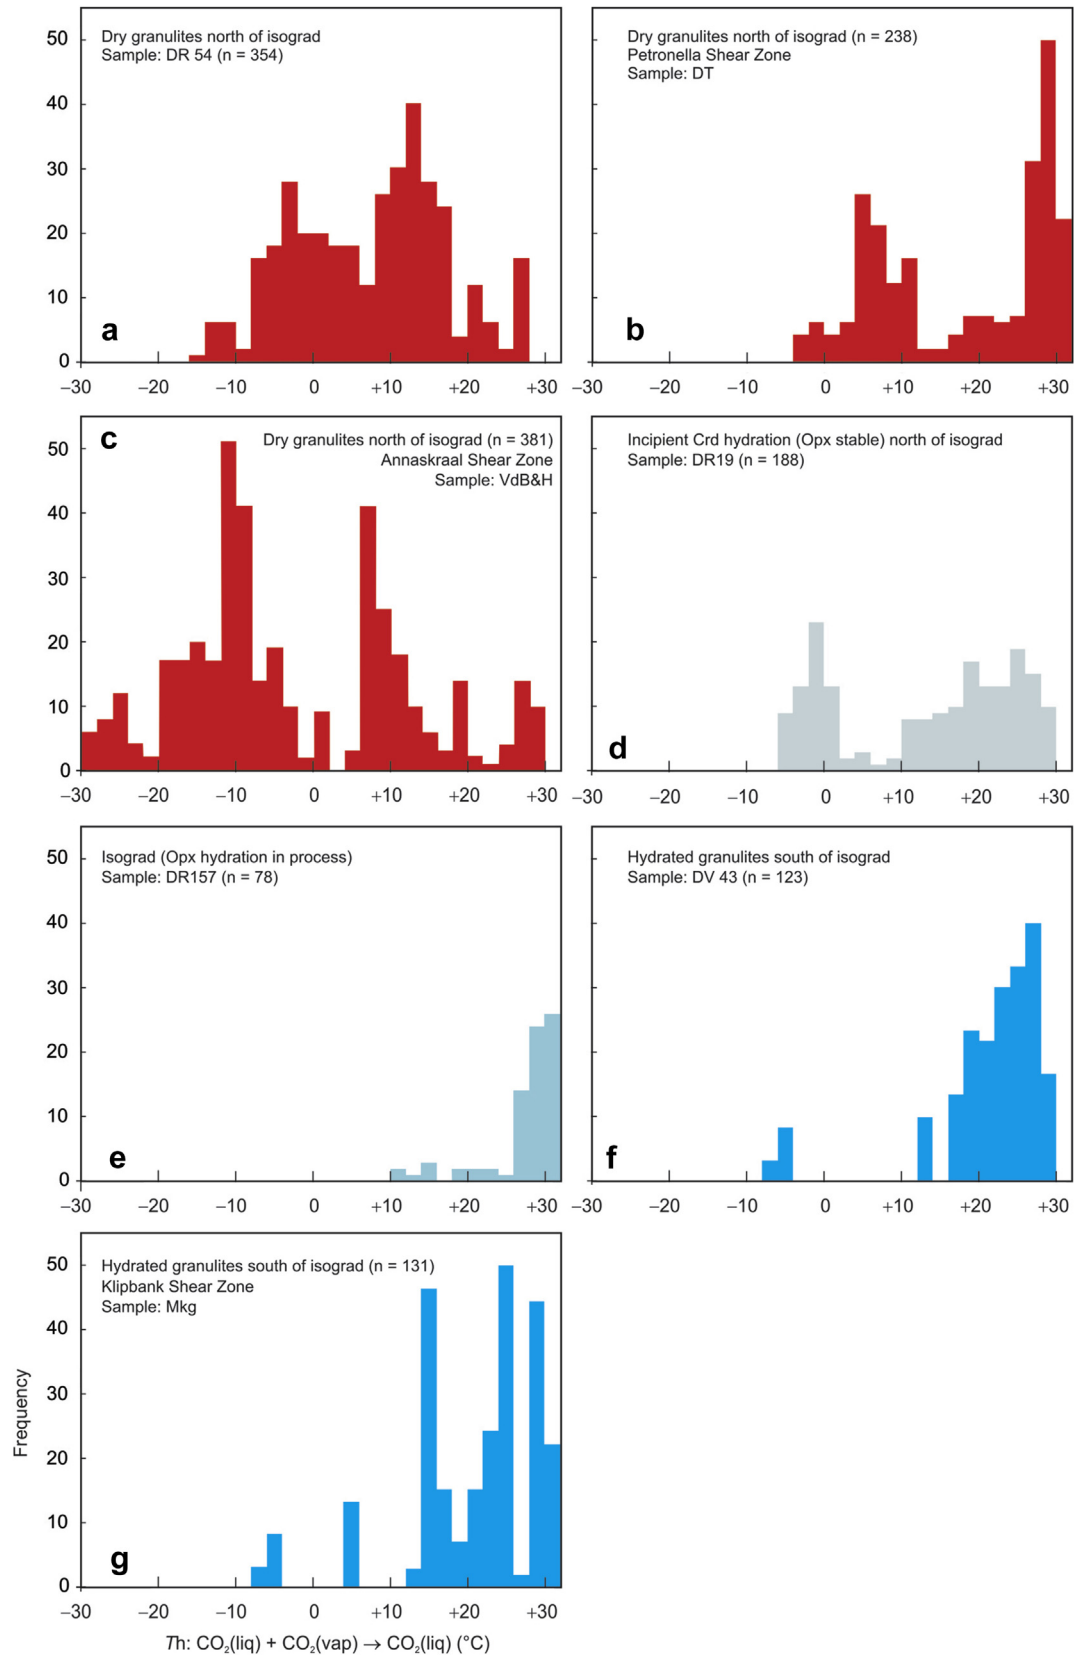 Dry granulites north of isograd
Sample: DR 54 (n = 354)
50
40
30
20
10
0
a
−30 −20 −10 0 +10 +20 +30
Dry granulites north of isograd (n = 238)
Petronella Shear Zone
Sample: DT
b
−30 −20 −10 0 +10 +20 +30
c
Dry granulites north of isograd (n = 381)
Annaskraal Shear Zone
Sample: VdB&H
50
40
30
20
10
0
−30 −20 −10 0 +10 +20 +30
Incipient Crd hydration (Opx stable) north of isograd
Sample: DR19 (n = 188)
d
−30 −20 −10 0 +10 +20 +30
Isograd (Opx hydration in process)
Sample: DR157 (n = 78)
50
40
30
20
10
0
e
−30 −20 −10 0 +10 +20 +30
Hydrated granulites south of isograd
Sample: DV 43 (n = 123)
f
−30 −20 −10 0 +10 +20 +30
Hydrated granulites south of isograd (n = 131)
Klipbank Shear Zone
Sample: Mkg
50
40
30
20
10
0
Frequency
g
−30 −20 −10 0 +10 +20 +30
Th: CO₂(liq) + CO₂(vap) → CO₂(liq) (°C)